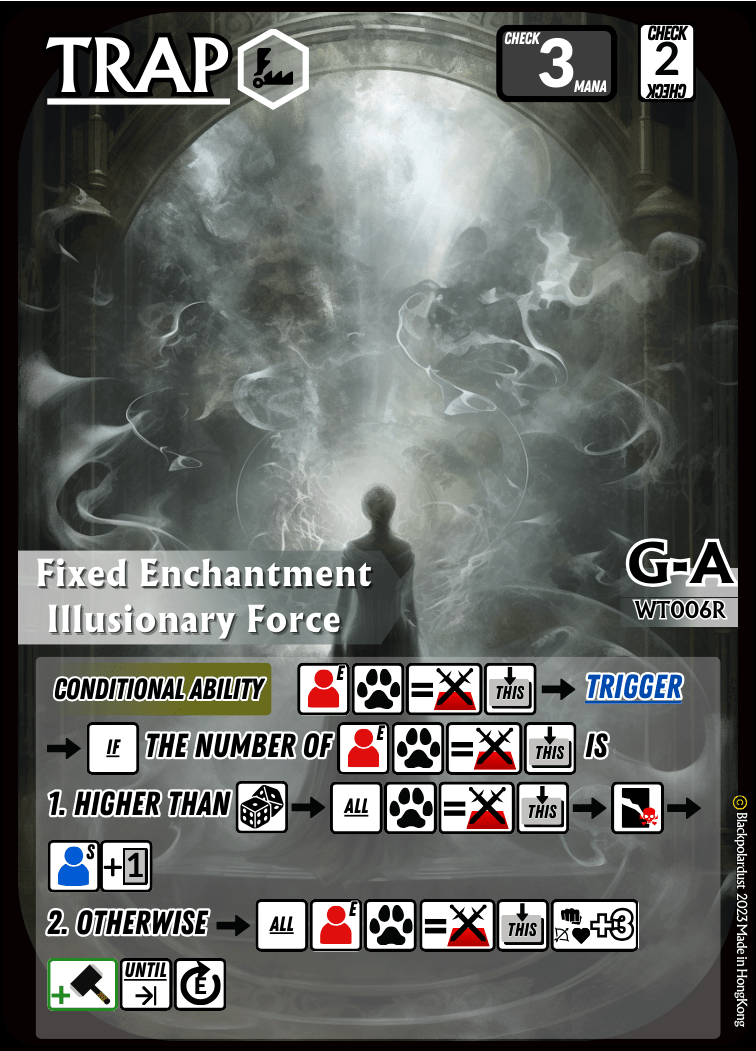 TRAP
CHECK 3 MANA
CHECK 2 CHECK
Fixed Enchantment
Illusionary Force
G-A
WT006R
CONDITIONAL ABILITY E = THIS TRIGGER
IF THE NUMBER OF E = THIS IS
1. HIGHER THAN ALL = THIS
S +1
2. OTHERWISE ALL E = THIS +3
+ UNTIL E
© Blackpolardust 2023 Made in HongKong